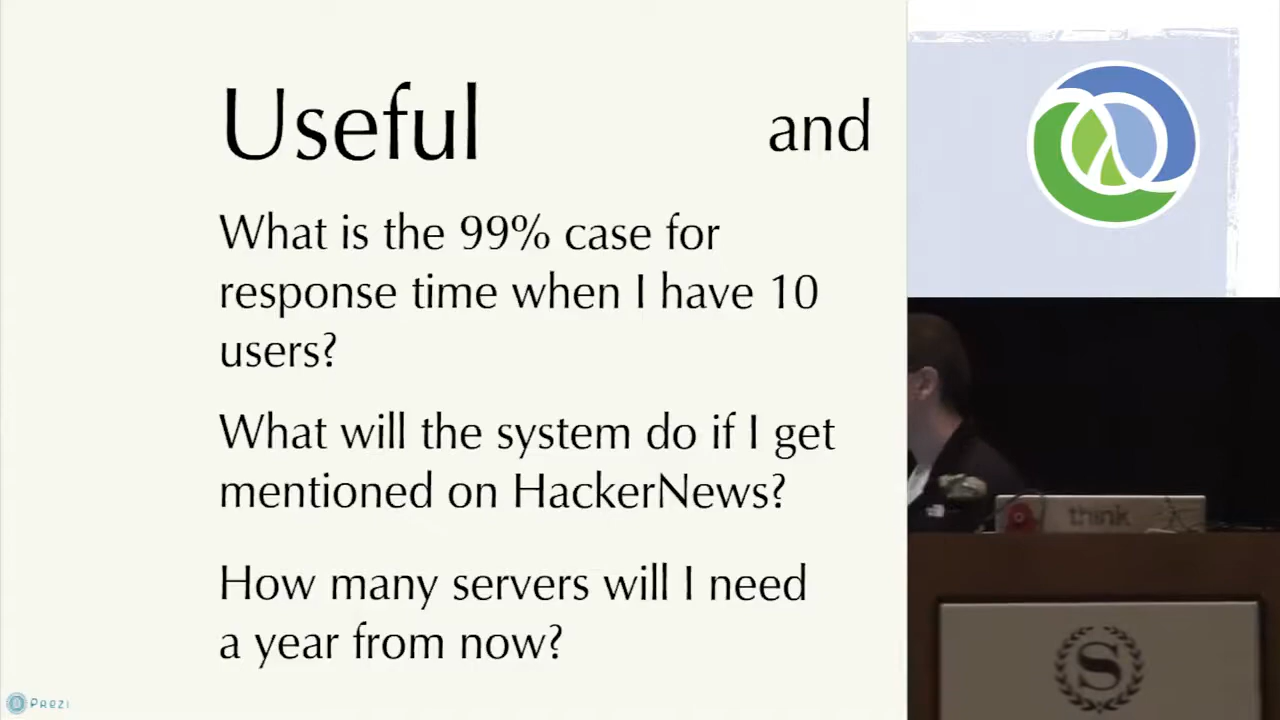 Useful and
What is the 99% case for
response time when I have 10
users?
What will the system do if I get
mentioned on HackerNews?
How many servers will I need
a year from now?
Prezi
think
S